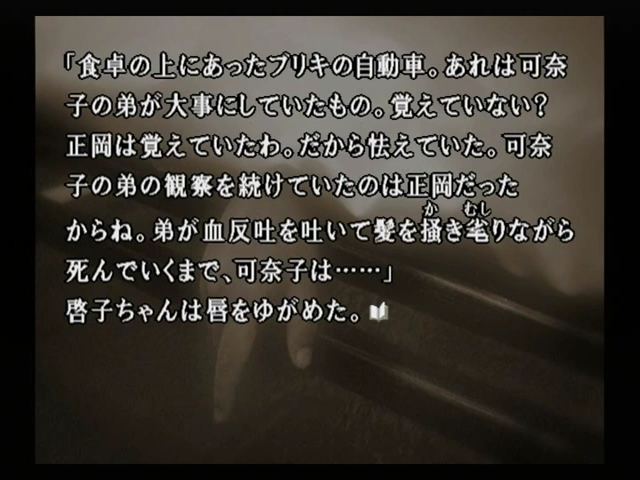 「食卓の上にあったブリキの自動車。あれは可奈
子の弟が大事にしていたもの。覚えていない？
正岡は覚えていたわ。だから怯えていた。可奈
子の弟の観察を続けていたのは正岡だった
かむし
からね。弟が血反吐を吐いて髪を掻き毟りながら
死んでいくまで、可奈子は……」
啓子ちゃんは唇をゆがめた。